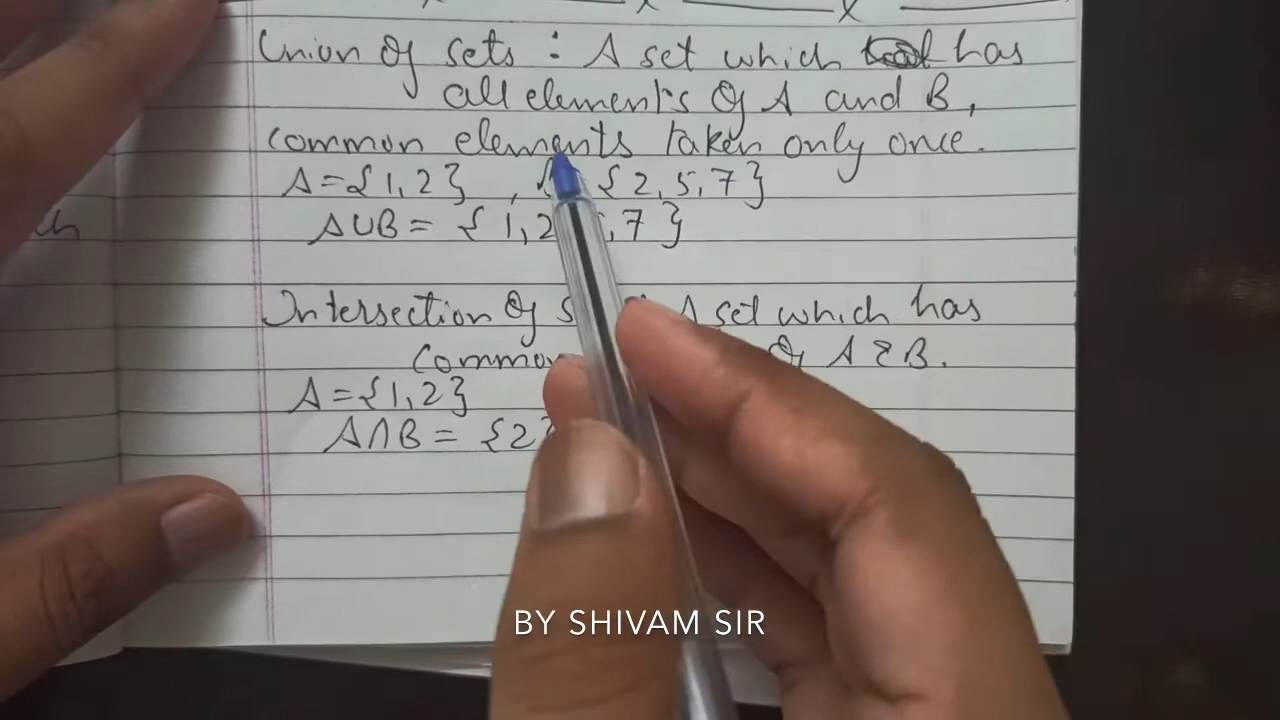 Union Of sets : A set which has
all elements Of A and B,
common elements taken only once.
A = {1, 2} , {2, 5, 7}
A∪B = {1, 2 , 7}
Intersection Of A set which has
Common Of A & B.
A = {1, 2}
A∩B = {2}
BY SHIVAM SIR